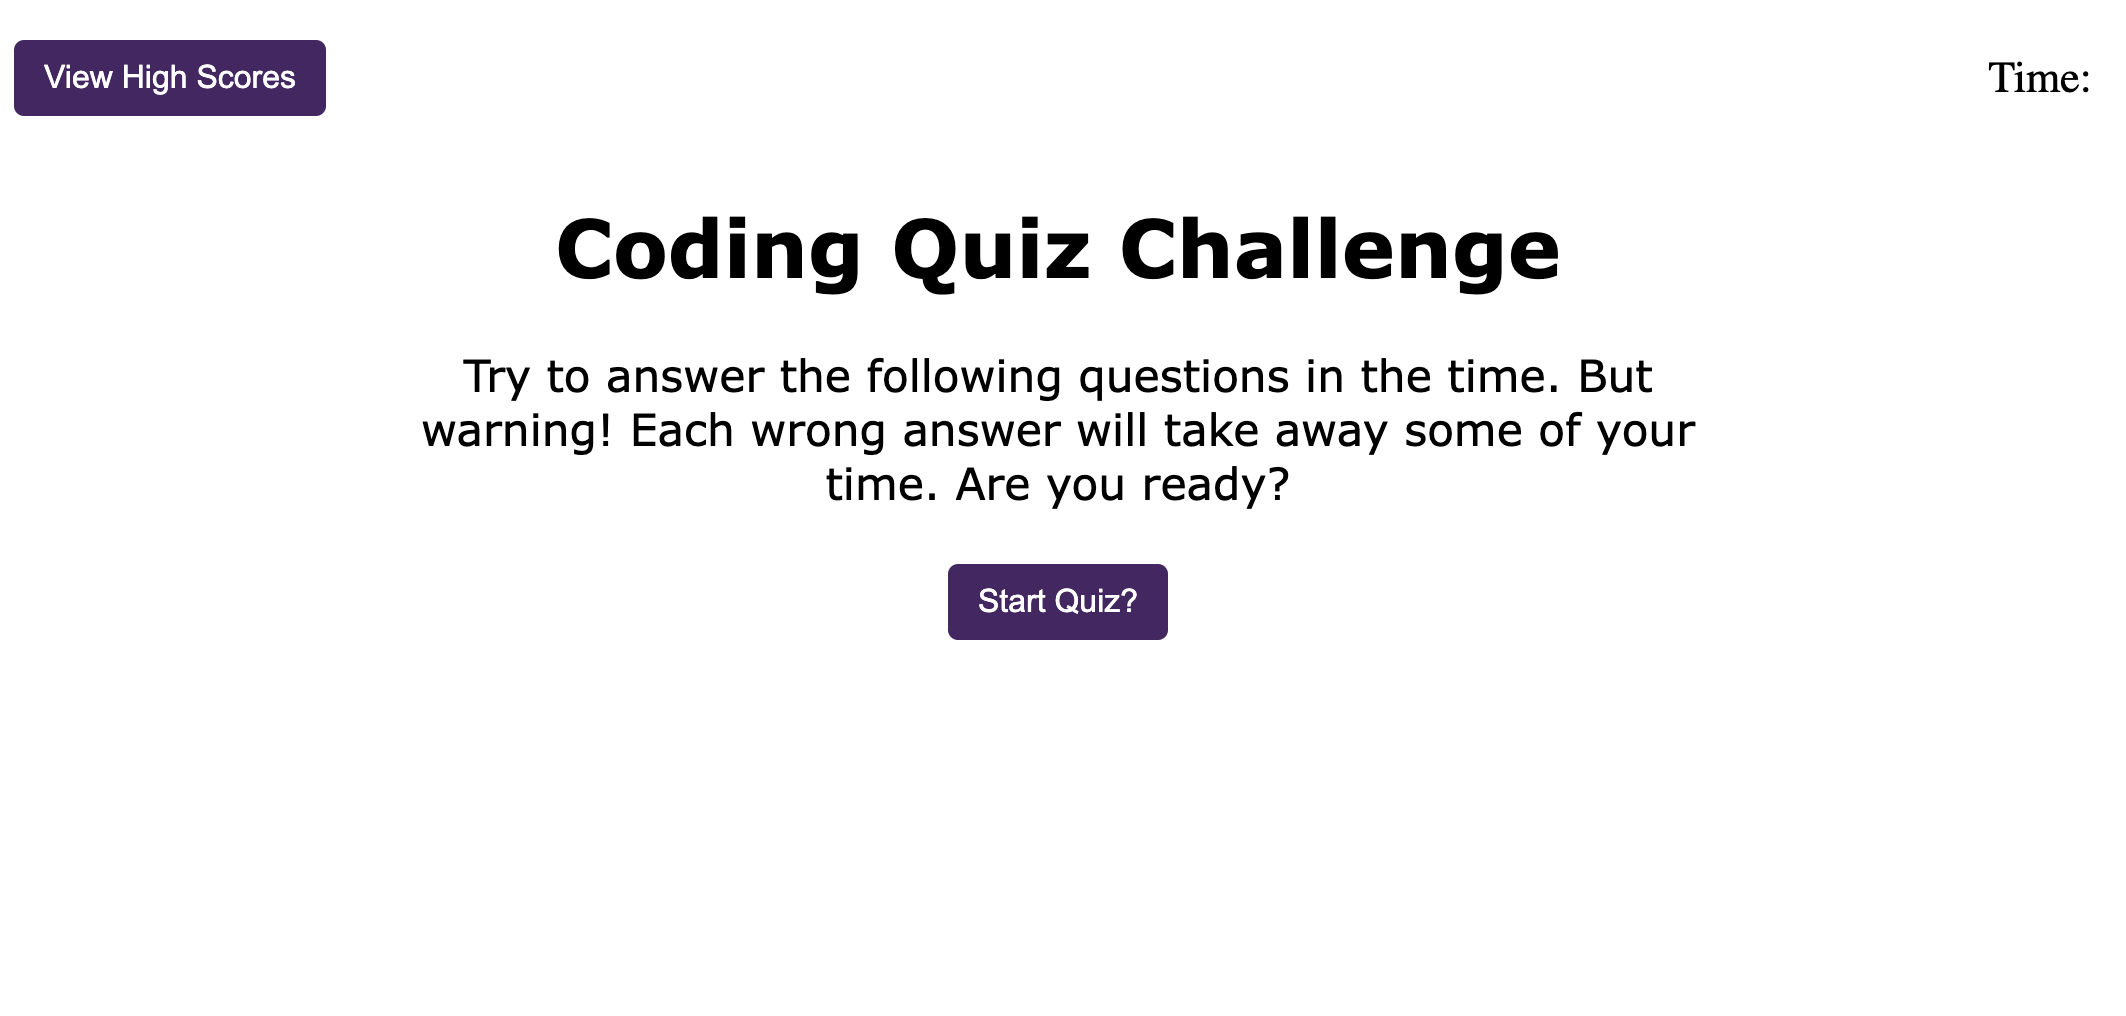 View High Scores
Time:
Coding Quiz Challenge
Try to answer the following questions in the time. But
warning! Each wrong answer will take away some of your
time. Are you ready?
Start Quiz?